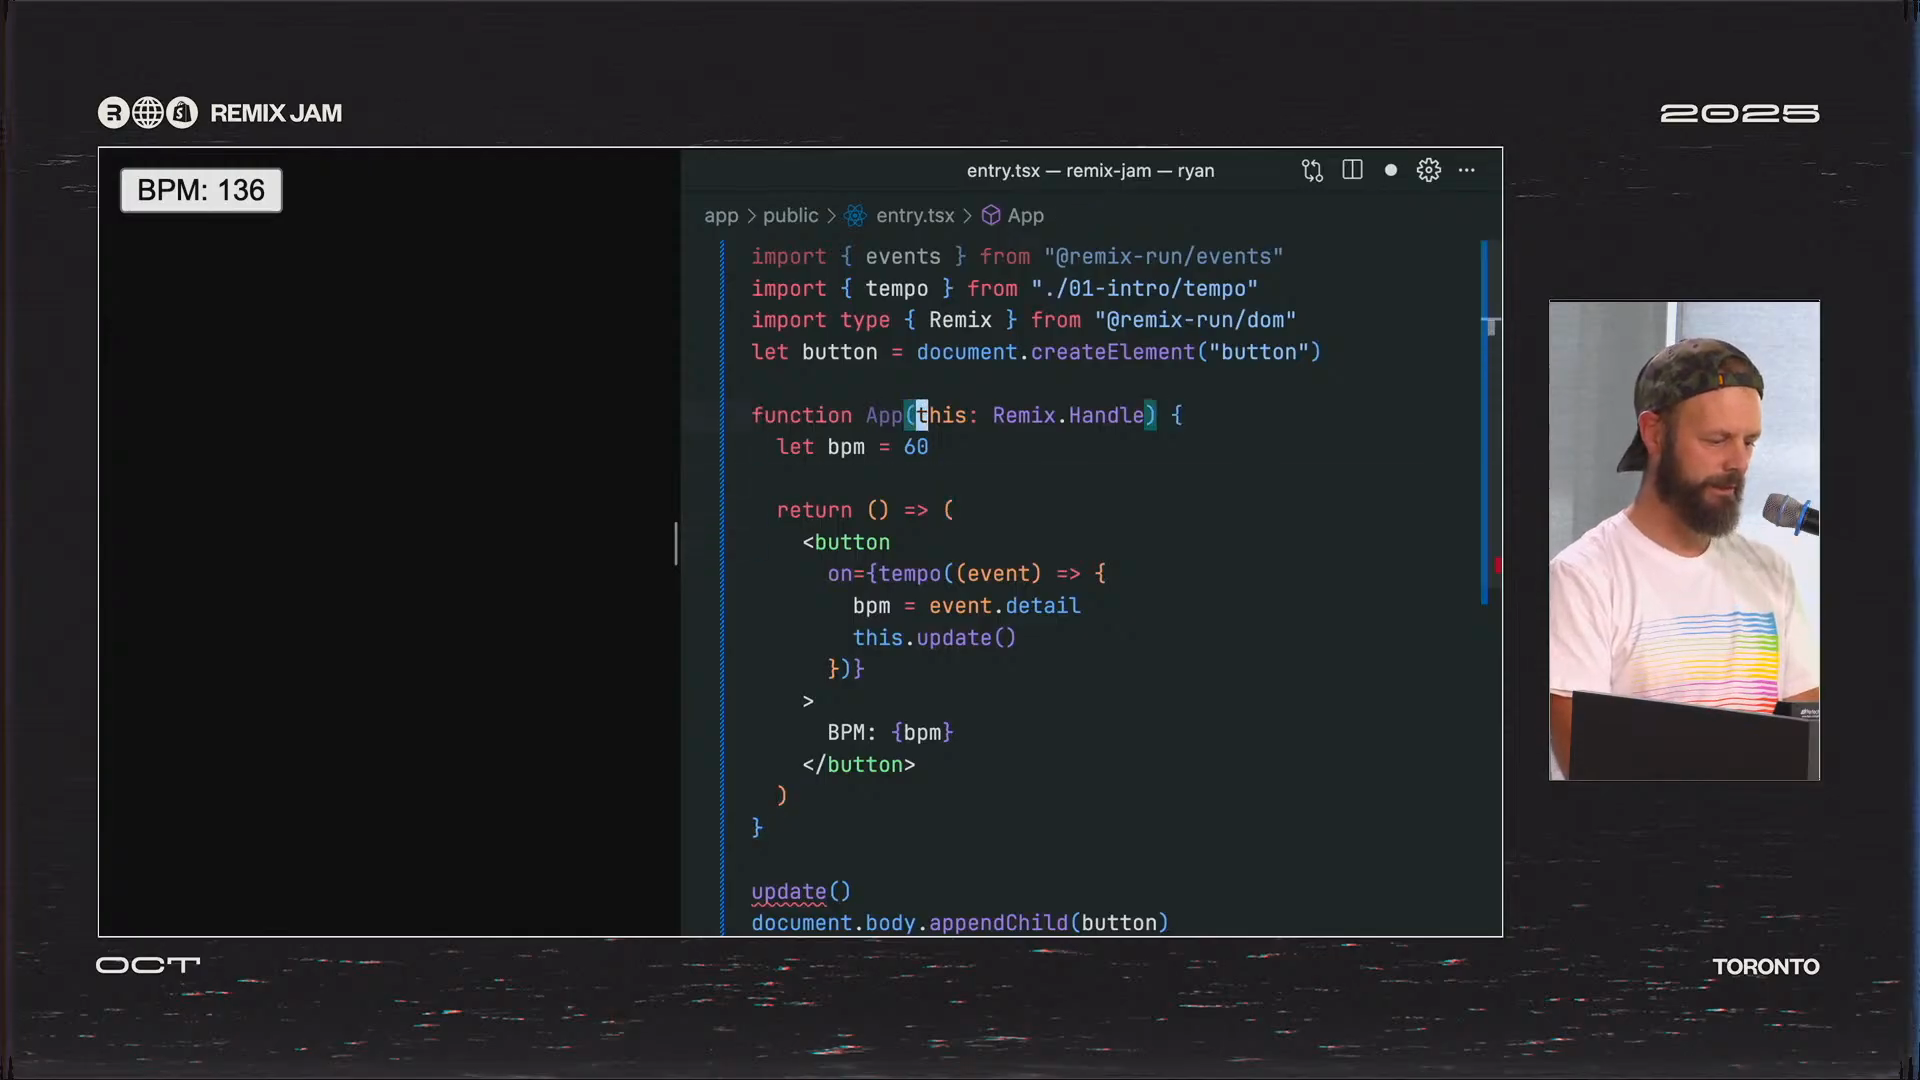 REMIX JAM
2025
BPM: 136
entry.tsx — remix-jam — ryan
app > public > entry.tsx > App
import { events } from "@remix-run/events"
import { tempo } from "./01-intro/tempo"
import type { Remix } from "@remix-run/dom"
let button = document.createElement("button")
function App(this: Remix.Handle) {
let bpm = 60
return () => (
<button
on={tempo((event) => {
bpm = event.detail
this.update()
})}
>
BPM: {bpm}
</button>
)
}
update()
document.body.appendChild(button)
OCT
TORONTO